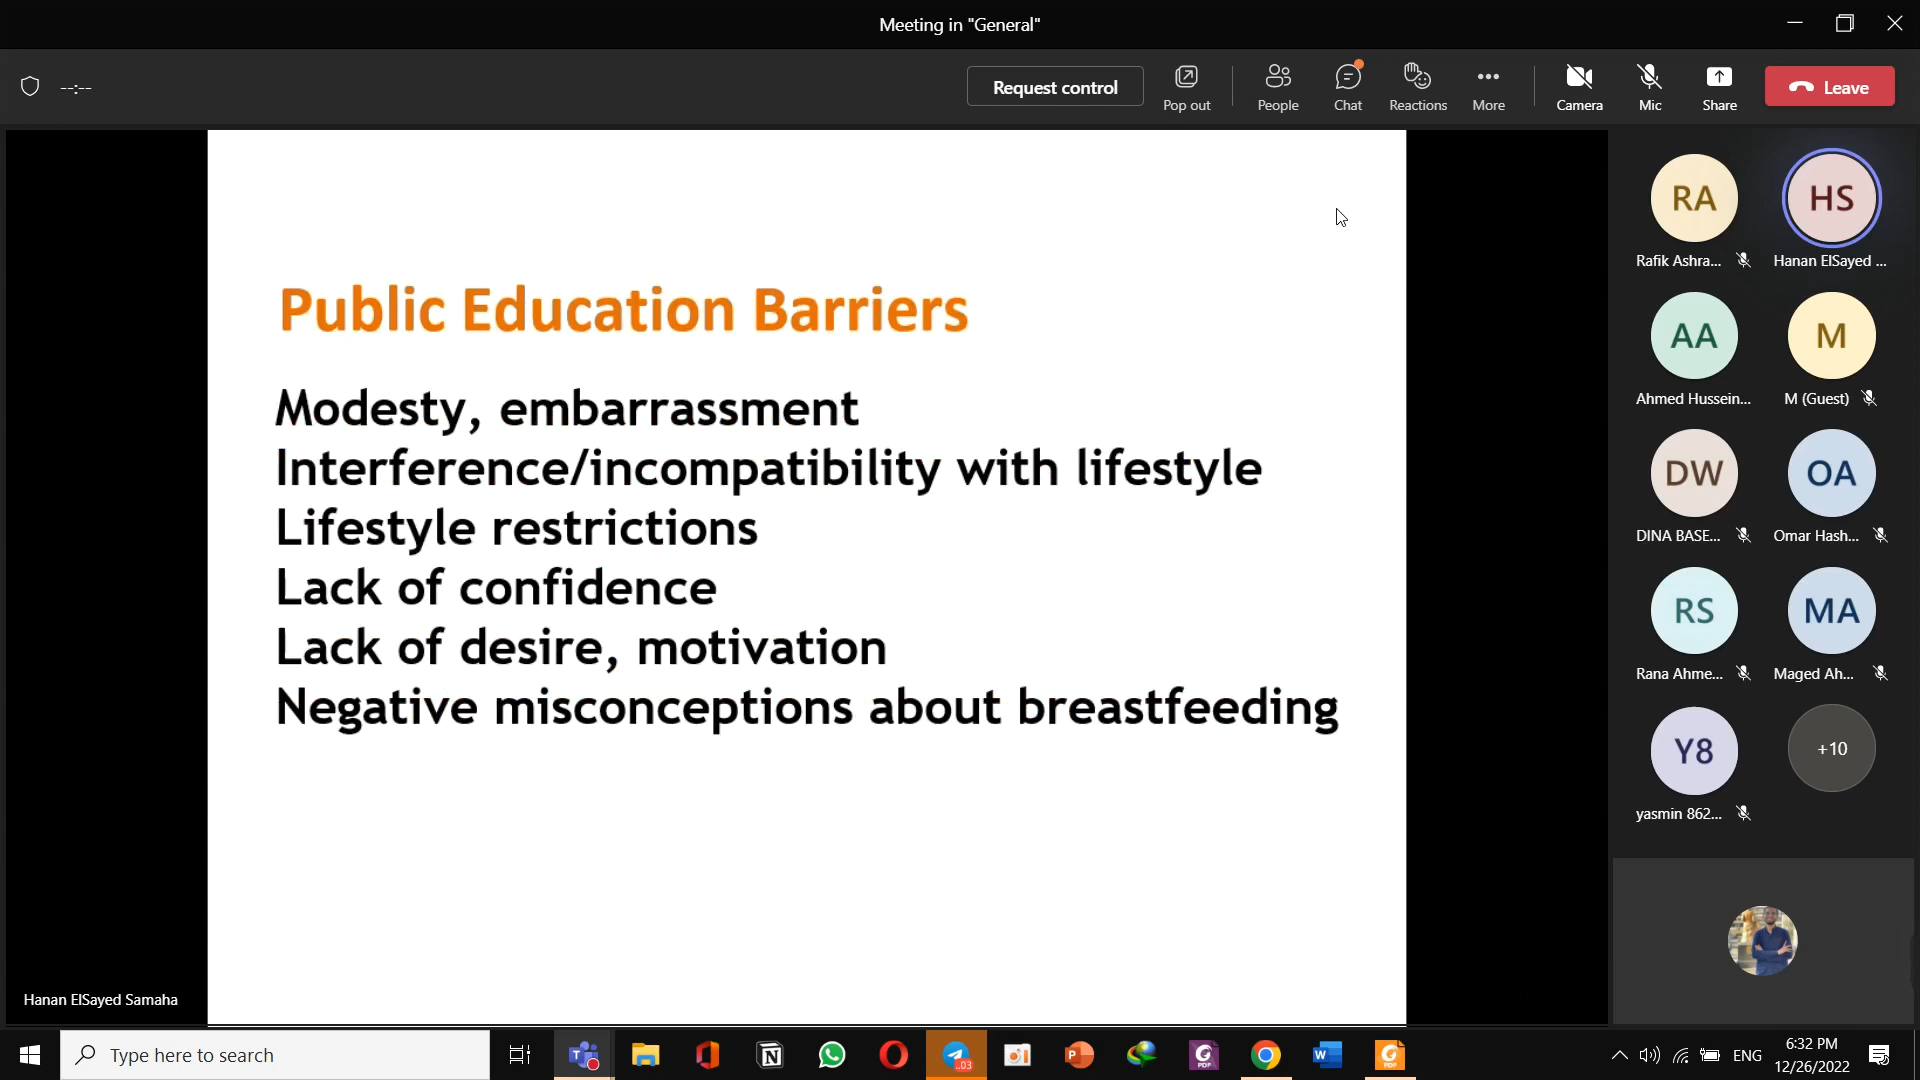 Meeting in "General"
--:--
Request control
Pop out
People
Chat
Reactions
More
Camera
Mic
Share
Leave
Public Education Barriers
Modesty, embarrassment
Interference/incompatibility with lifestyle
Lifestyle restrictions
Lack of confidence
Lack of desire, motivation
Negative misconceptions about breastfeeding
Hanan ElSayed Samaha
RA
HS
Rafik Ashra...
Hanan ElSayed ...
AA
M
Ahmed Hussein...
M (Guest)
DW
OA
DINA BASE...
Omar Hash...
RS
MA
Rana Ahme...
Maged Ah...
Y8
+10
yasmin 862...
Type here to search
..03
PDF
PDF
ENG
6:32 PM
12/26/2022